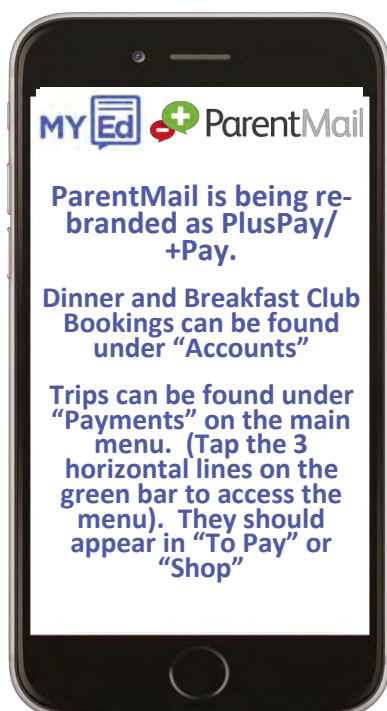 MY Ed ParentMail
ParentMail is being re-
branded as PlusPay/
+Pay.
Dinner and Breakfast Club
Bookings can be found
under “Accounts”
Trips can be found under
“Payments” on the main
menu.  (Tap the 3
horizontal lines on the
green bar to access the
menu).  They should
appear in “To Pay” or
“Shop”